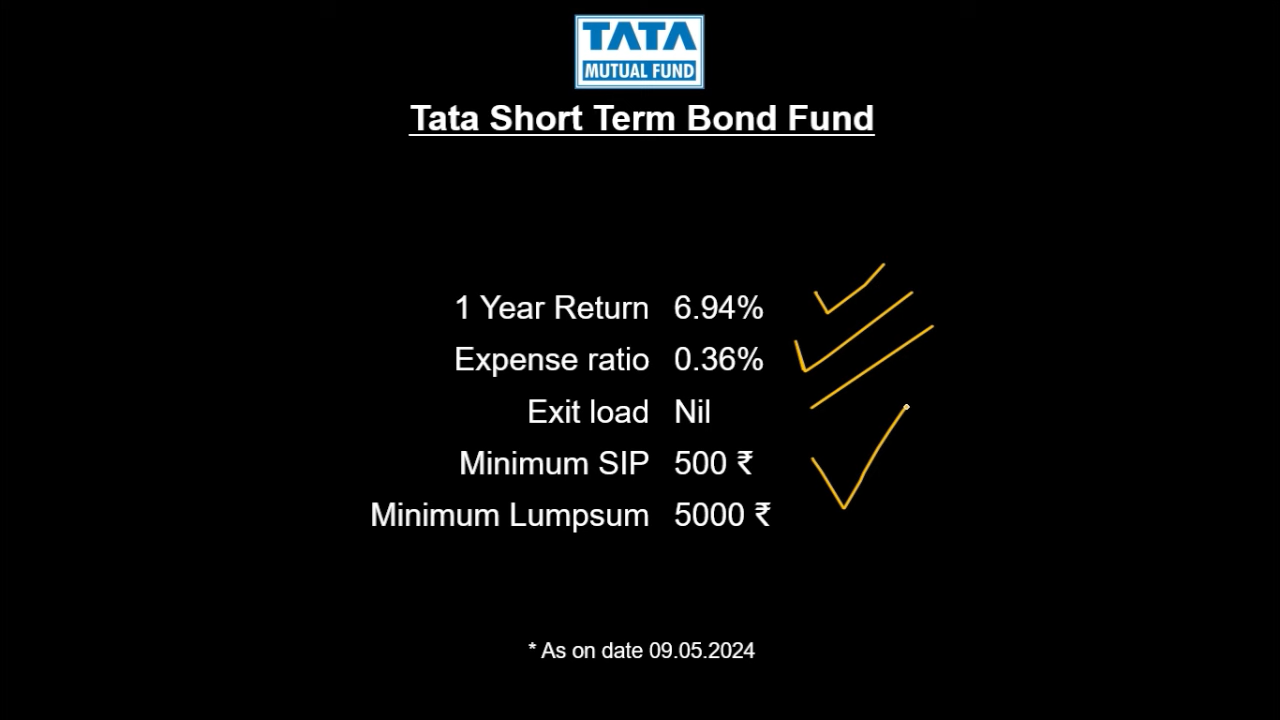 TATA
MUTUAL FUND
Tata Short Term Bond Fund
1 Year Return 6.94%
Expense ratio 0.36%
Exit load Nil
Minimum SIP 500 ₹
Minimum Lumpsum 5000 ₹
* As on date 09.05.2024